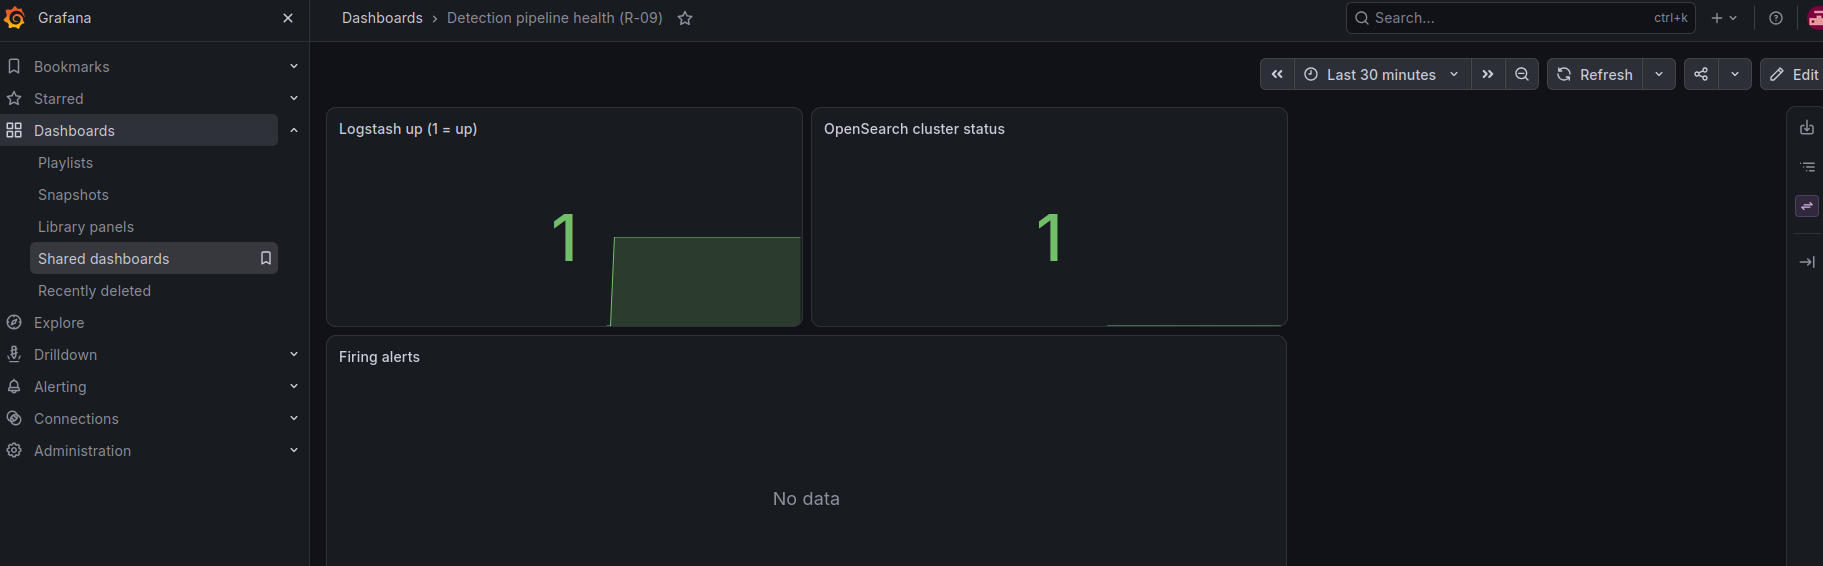 Grafana
Dashboards › Detection pipeline health (R-09)
Search...
ctrl+k
Bookmarks
Starred
Dashboards
Playlists
Snapshots
Library panels
Shared dashboards
Recently deleted
Explore
Drilldown
Alerting
Connections
Administration
Last 30 minutes
Refresh
Edit
Logstash up (1 = up)
1
OpenSearch cluster status
1
Firing alerts
No data